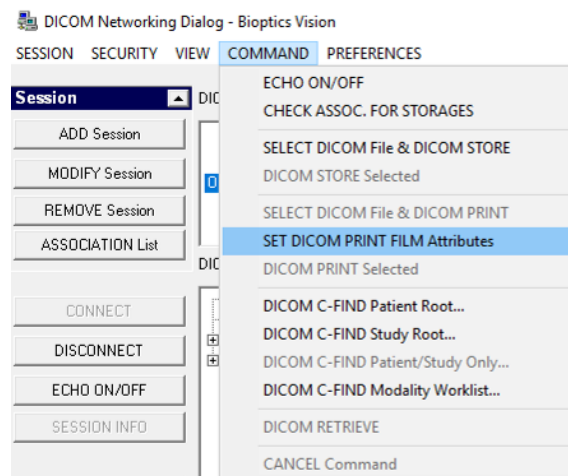 DICOM Networking Dialog - Bioptics Vision
SESSION SECURITY VIEW COMMAND PREFERENCES
Session
DIC
ADD Session
MODIFY Session
REMOVE Session
ASSOCIATION List
DIC
CONNECT
DISCONNECT
ECHO ON/OFF
SESSION INFO
ECHO ON/OFF
CHECK ASSOC. FOR STORAGES
SELECT DICOM File & DICOM STORE
DICOM STORE Selected
SELECT DICOM File & DICOM PRINT
SET DICOM PRINT FILM Attributes
DICOM PRINT Selected
DICOM C-FIND Patient Root...
DICOM C-FIND Study Root...
DICOM C-FIND Patient/Study Only...
DICOM C-FIND Modality Worklist...
DICOM RETRIEVE
CANCEL Command